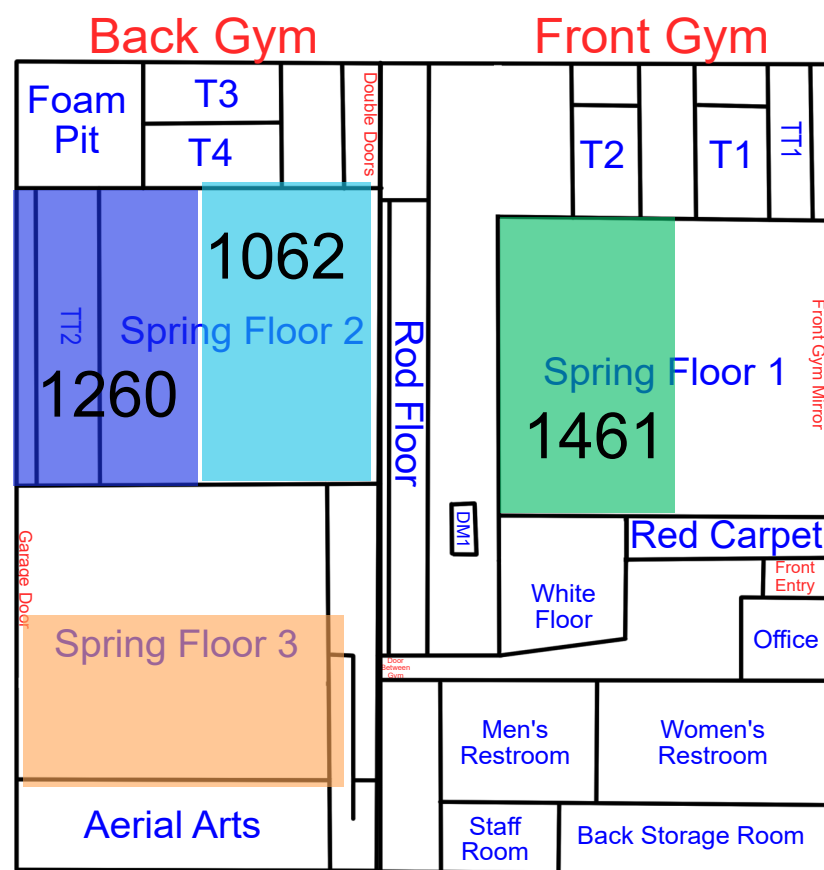 Back Gym
Front Gym
Foam
Pit
T3
T4
Double Doors
T2
T1
TT1
1062
TT2
Spring Floor 2
1260
Rod Floor
Spring Floor 1
1461
Front Gym Mirror
DM1
Red Carpet
Garage Door
White
Floor
Front
Entry
Spring Floor 3
Office
Door
Between
Gym
Men's
Restroom
Women's
Restroom
Aerial Arts
Staff
Room
Back Storage Room